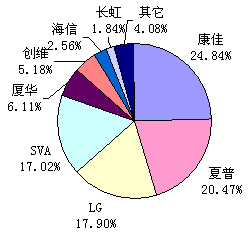 长虹
1.84%
其它
4.08%
海信
2.56%
创维
5.18%
厦华
6.11%
SVA
17.02%
LG
17.90%
夏普
20.47%
康佳
24.84%